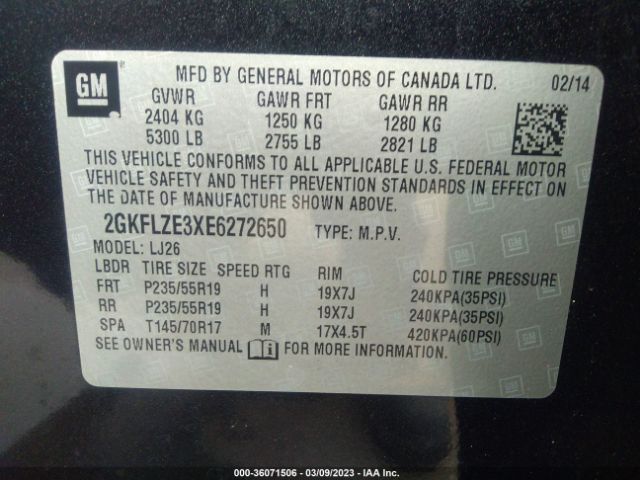 GM
MFD BY GENERAL MOTORS OF CANADA LTD. 02/14
GVWR GAWR FRT GAWR RR
2404 KG 1250 KG 1280 KG
5300 LB 2755 LB 2821 LB
THIS VEHICLE CONFORMS TO ALL APPLICABLE U.S. FEDERAL MOTOR
VEHICLE SAFETY AND THEFT PREVENTION STANDARDS IN EFFECT ON
THE DATE OF MANUFACTURE SHOWN ABOVE.
2GKFLZE3XE6272650 TYPE: M.P.V.
MODEL: LJ26
LBDR TIRE SIZE SPEED RTG RIM COLD TIRE PRESSURE
FRT P235/55R19 H 19X7J 240KPA(35PSI)
RR P235/55R19 H 19X7J 240KPA(35PSI)
SPA T145/70R17 M 17X4.5T 420KPA(60PSI)
SEE OWNER'S MANUAL FOR MORE INFORMATION.
000-36071506 — 03/09/2023 — IAA Inc.